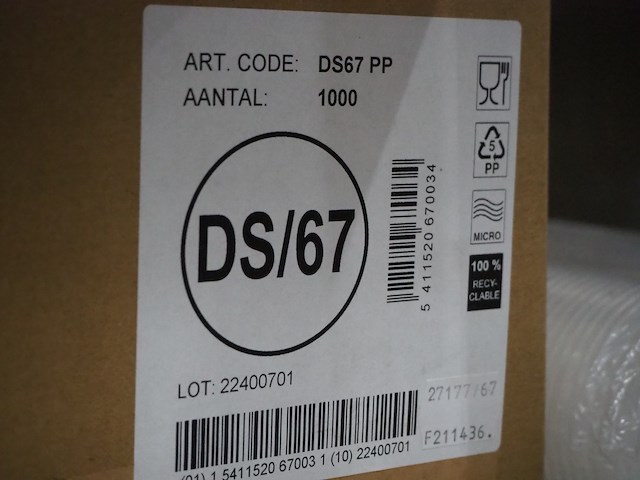 ART. CODE: DS67 PP
AANTAL: 1000
5
PP
MICRO
100 %
RECY-
CLABLE
DS/67
5 411520 670034
LOT: 22400701
27177/67
F211436.
(01) 1 5411520 67003 1 (10) 22400701